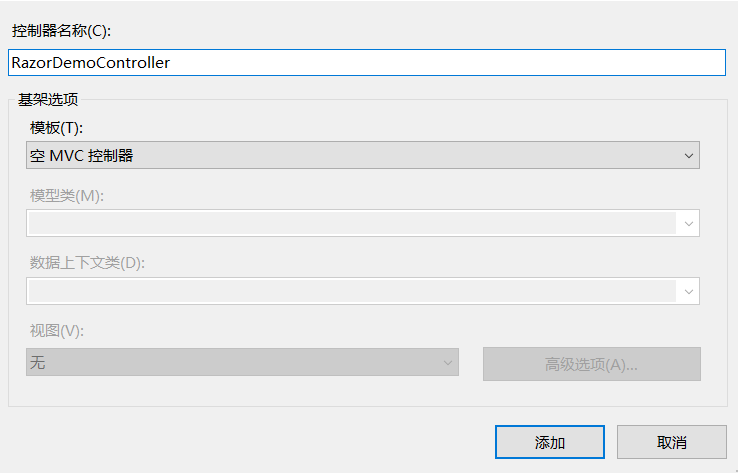 控制器名称(C):
RazorDemoController
基架选项
模板(T):
空 MVC 控制器
模型类(M):
数据上下文类(D):
视图(V):
无
高级选项(A)...
添加
取消